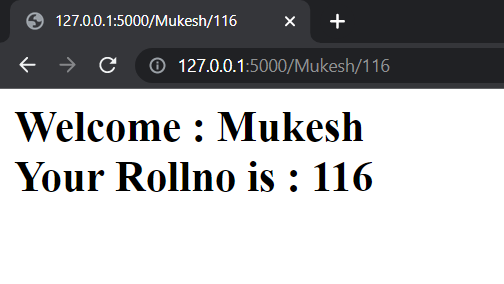 127.0.0.1:5000/Mukesh/116
127.0.0.1:5000/Mukesh/116
Welcome : Mukesh
Your Rollno is : 116